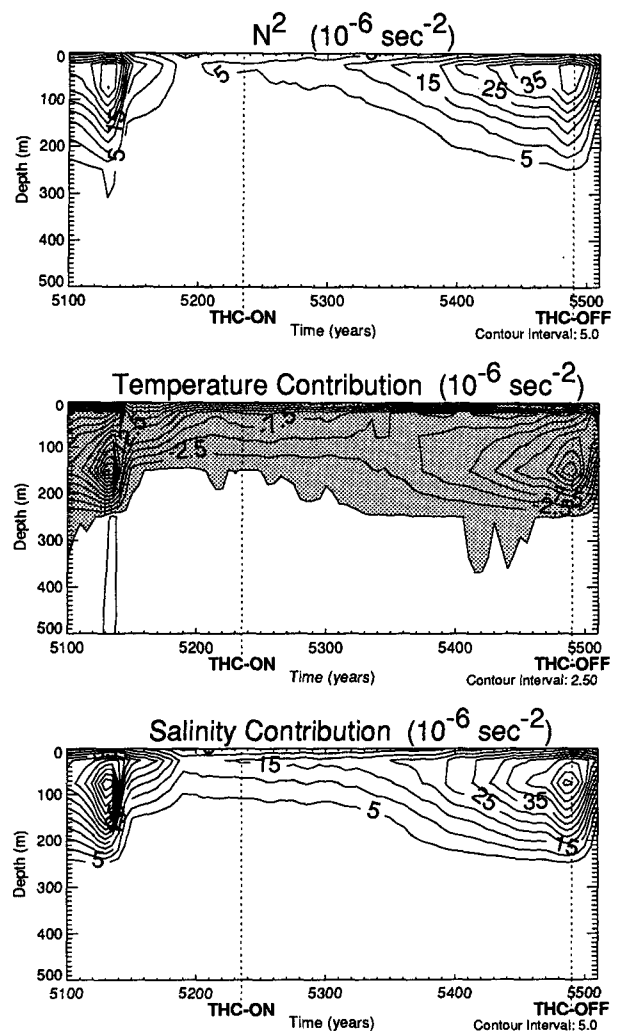 N² (10⁻⁶ sec⁻²)
0
100
200
300
400
500
Depth (m)
15
5
5
15
25
35
5
5100
5200
5300
5400
5500
THC-ON
THC-OFF
Time (years)
Contour Interval: 5.0
Temperature Contribution (10⁻⁶ sec⁻²)
0
100
200
300
400
500
Depth (m)
-7.5
-2.5
5100
5200
5300
5400
5500
THC-ON
THC-OFF
Time (years)
Contour Interval: 2.50
Salinity Contribution (10⁻⁶ sec⁻²)
0
100
200
300
400
500
Depth (m)
5
15
5
25
35
15
5100
5200
5300
5400
5500
THC-ON
THC-OFF
Time (years)
Contour Interval: 5.0